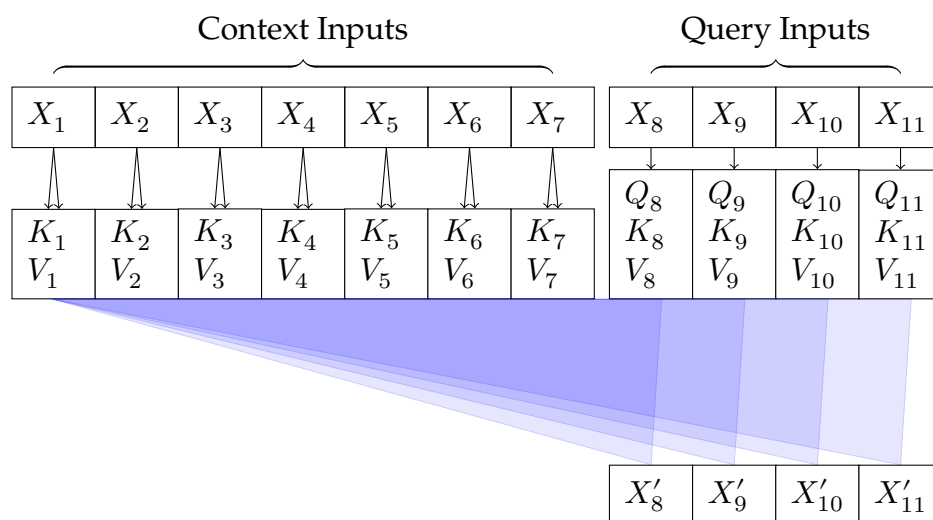 Context Inputs Query Inputs
X₁ X₂ X₃ X₄ X₅ X₆ X₇ X₈ X₉ X₁₀ X₁₁
Q₈ Q₉ Q₁₀ Q₁₁
K₁ K₂ K₃ K₄ K₅ K₆ K₇ K₈ K₉ K₁₀ K₁₁
V₁ V₂ V₃ V₄ V₅ V₆ V₇ V₈ V₉ V₁₀ V₁₁
X′₈ X′₉ X′₁₀ X′₁₁